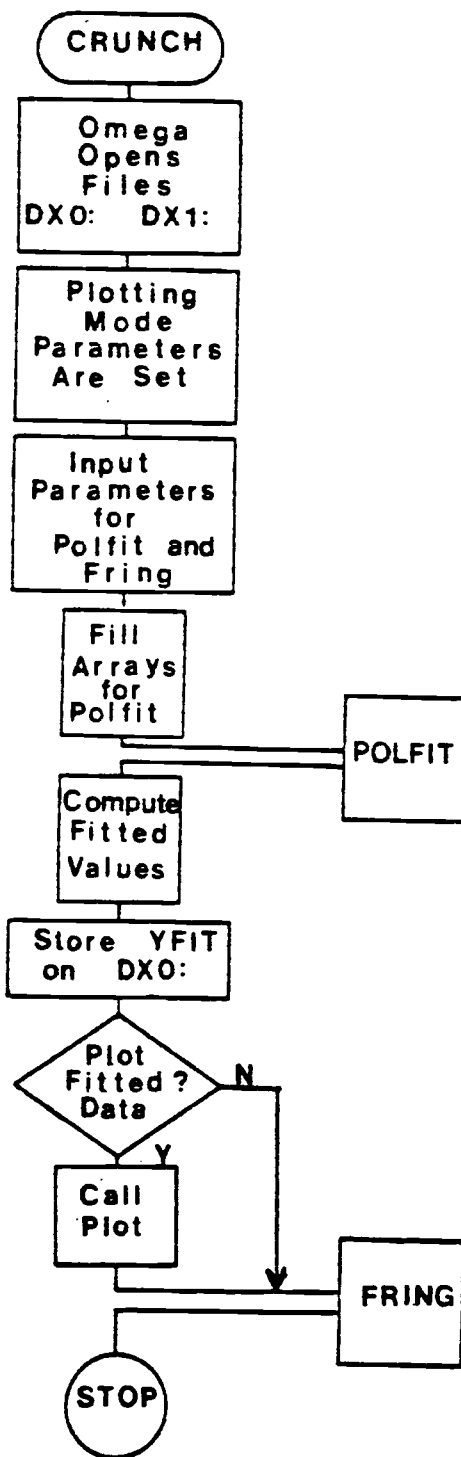 CRUNCH
Omega
Opens
Files
DX0: DX1:
Plotting
Mode
Parameters
Are Set
Input
Parameters
for
Polfit and
Fring
Fill
Arrays
for
Polfit
POLFIT
Compute
Fitted
Values
Store YFIT
on DX0:
Plot
Fitted?
Data
N
Y
Call
Plot
FRING
STOP